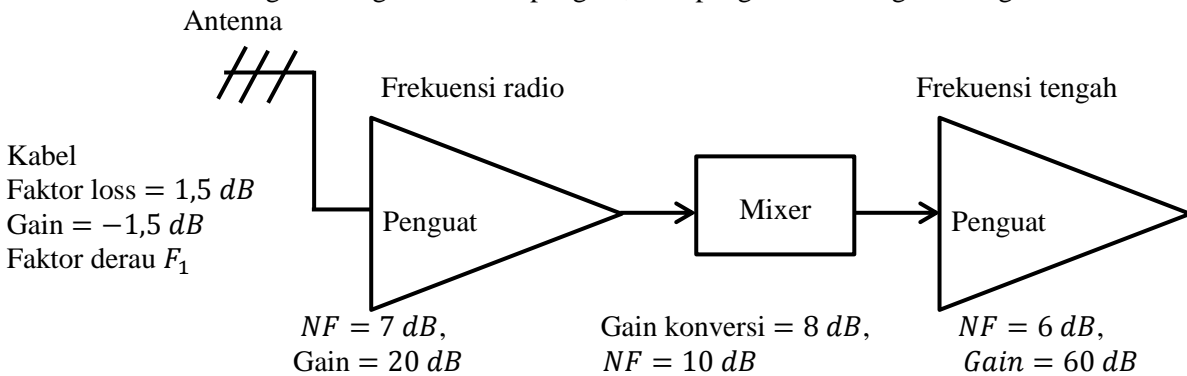 Antenna
Frekuensi radio
Frekuensi tengah
Kabel
Faktor loss = 1,5 dB
Gain = −1,5 dB
Faktor derau F₁
Penguat
Mixer
Penguat
NF = 7 dB,
Gain = 20 dB
Gain konversi = 8 dB,
NF = 10 dB
NF = 6 dB,
Gain = 60 dB